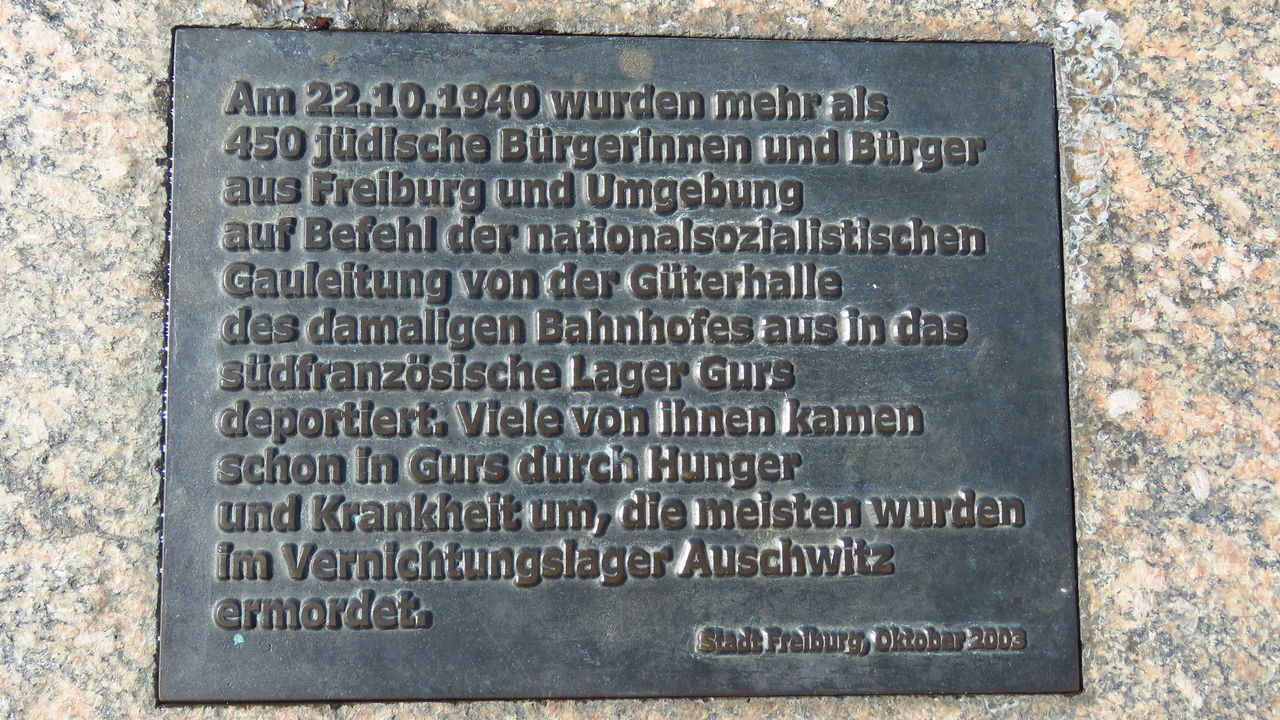 Am 22.10.1940 wurden mehr als
450 jüdische Bürgerinnen und Bürger
aus Freiburg und Umgebung
auf Befehl der nationalsozialistischen
Gauleitung von der Güterhalle
des damaligen Bahnhofes aus in das
südfranzösische Lager Gurs
deportiert. Viele von ihnen kamen
schon in Gurs durch Hunger
und Krankheit um, die meisten wurden
im Vernichtungslager Auschwitz
ermordet.
Stadt Freiburg, Oktober 2003